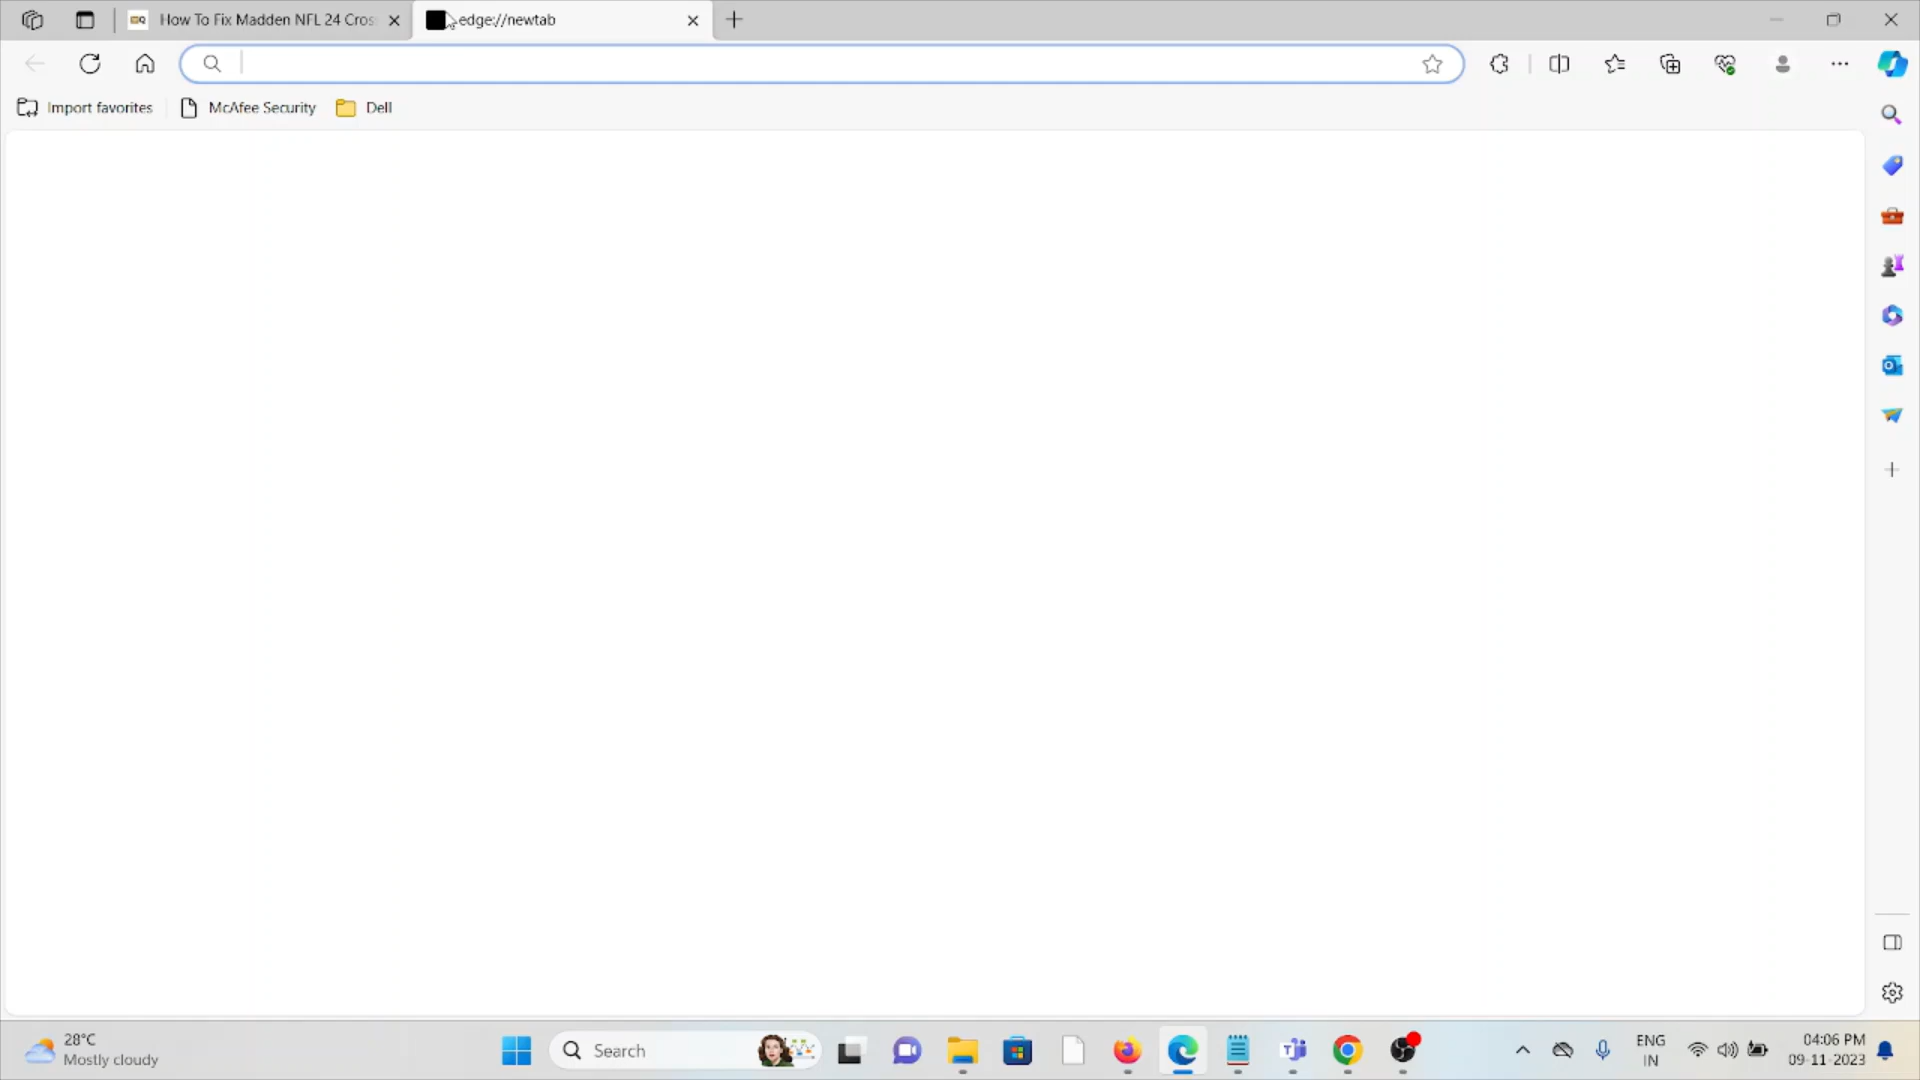 How To Fix Madden NFL 24 Cros
edge://newtab
Import favorites
McAfee Security
Dell
28°C
Mostly cloudy
Search
ENG
IN
04:06 PM
09-11-2023